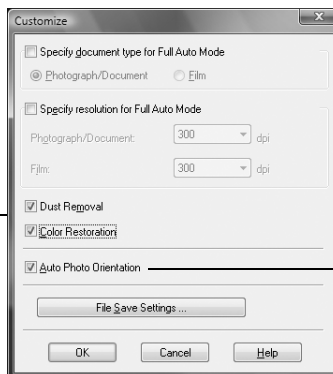 Customize
Specify document type for Full Auto Mode
Photograph/Document Film
Specify resolution for Full Auto Mode
Photograph/Document: 300 dpi
Film: 300 dpi
Dust Removal
Color Restoration
Auto Photo Orientation
File Save Settings ...
OK Cancel Help